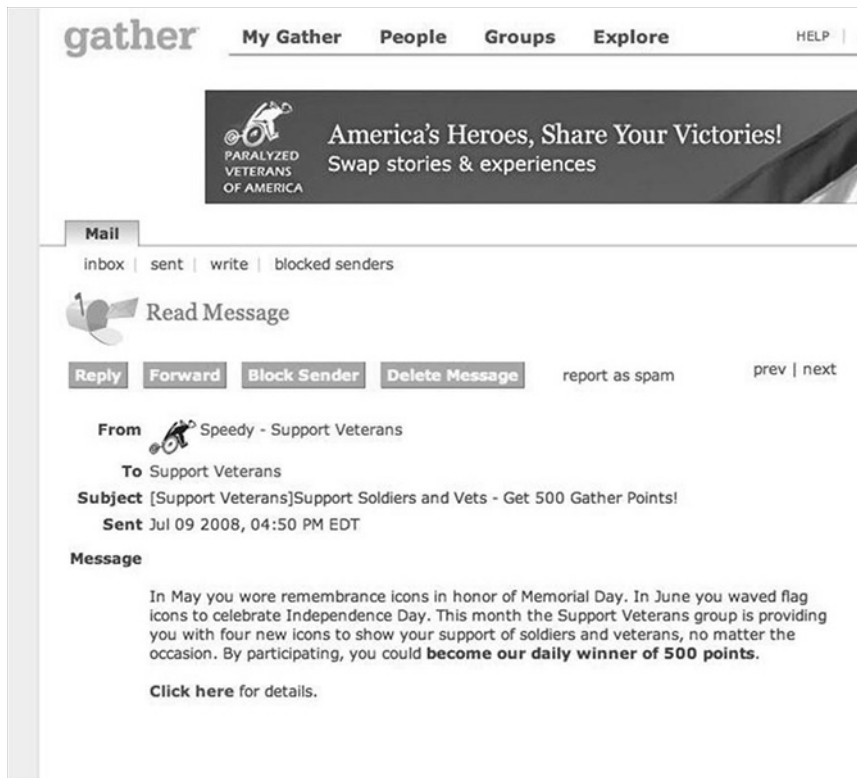 gather My Gather People Groups Explore HELP |
PARALYZED
VETERANS
OF AMERICA
America's Heroes, Share Your Victories!
Swap stories & experiences
Mail
inbox | sent | write | blocked senders
Read Message
Reply Forward Block Sender Delete Message report as spam prev | next
From Speedy - Support Veterans
To Support Veterans
Subject [Support Veterans]Support Soldiers and Vets - Get 500 Gather Points!
Sent Jul 09 2008, 04:50 PM EDT
Message
In May you wore remembrance icons in honor of Memorial Day. In June you waved flag
icons to celebrate Independence Day. This month the Support Veterans group is providing
you with four new icons to show your support of soldiers and veterans, no matter the
occasion. By participating, you could become our daily winner of 500 points.
Click here for details.